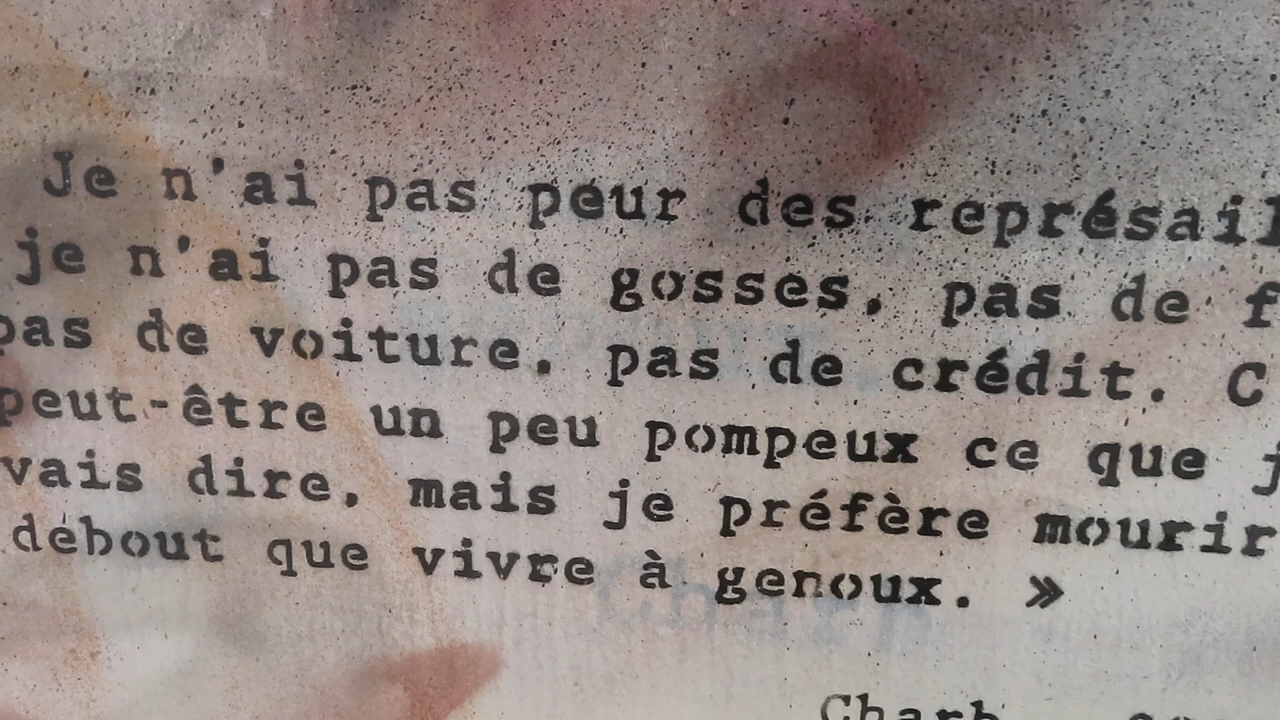 Je n'ai pas peur des représail
je n'ai pas de gosses, pas de f
pas de voiture, pas de crédit. C
peut-être un peu pompeux ce que j
vais dire, mais je préfère mourir
debout que vivre à genoux. »
Charb